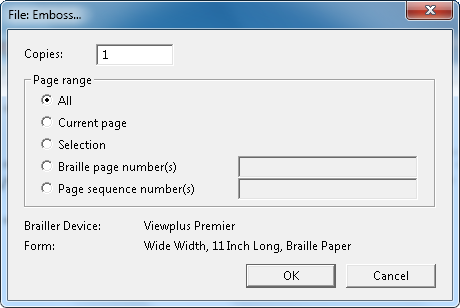 File: Emboss...
Copies: 1
Page range
All
Current page
Selection
Braille page number(s)
Page sequence number(s)
Brailler Device: Viewplus Premier
Form: Wide Width, 11 Inch Long, Braille Paper
OK Cancel